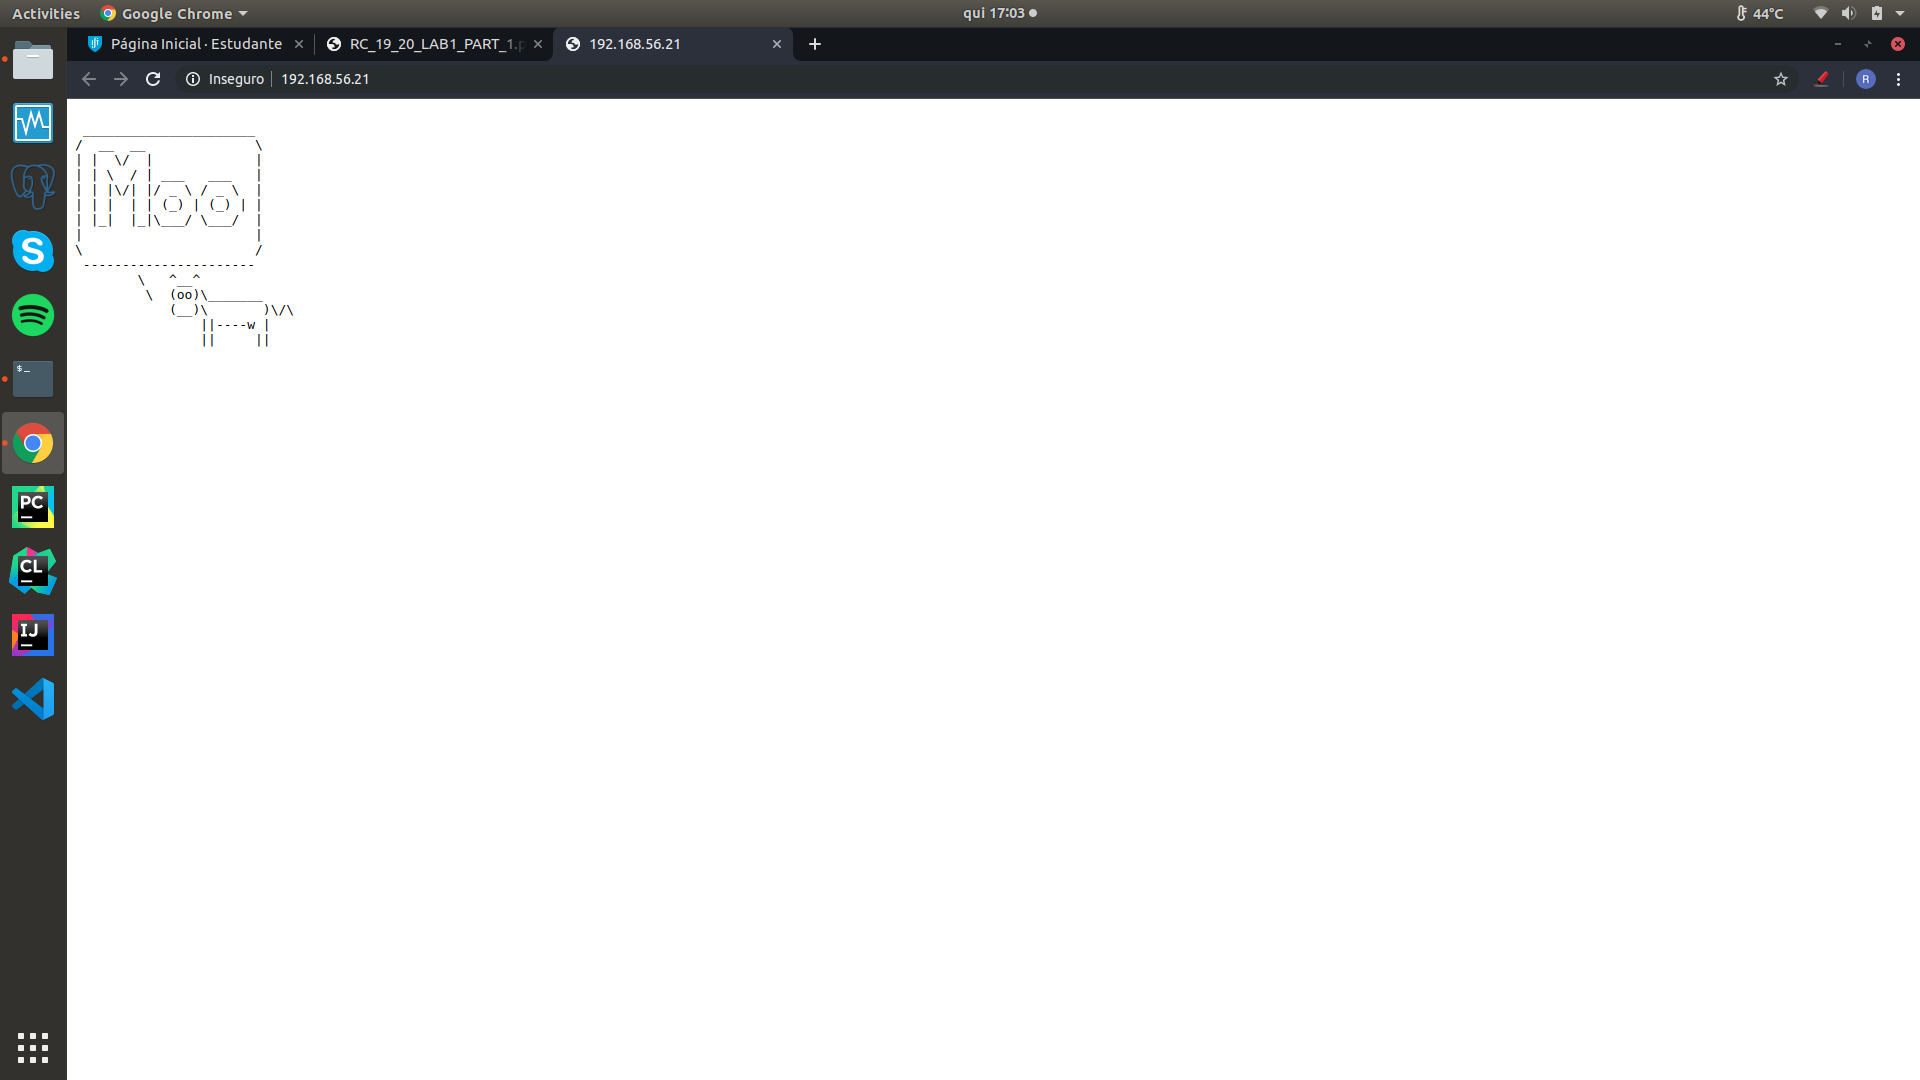 Activities Google Chrome qui 17:03 44°C
Página Inicial · Estudante RC_19_20_LAB1_PART_1.p 192.168.56.21
Inseguro 192.168.56.21 R
 ______________________
/  __  __              \
| |  \/  |             |
| | \  / | ___   ___   |
| | |\/| |/ _ \ / _ \  |
| | |  | | (_) | (_) | |
| |_|  |_|\___/ \___/  |
|                      |
\                      /
 ----------------------
        \   ^__^
         \  (oo)\_______
            (__)\       )\/\
                ||----w |
                ||     ||
S
$_
PC
CL
IJ